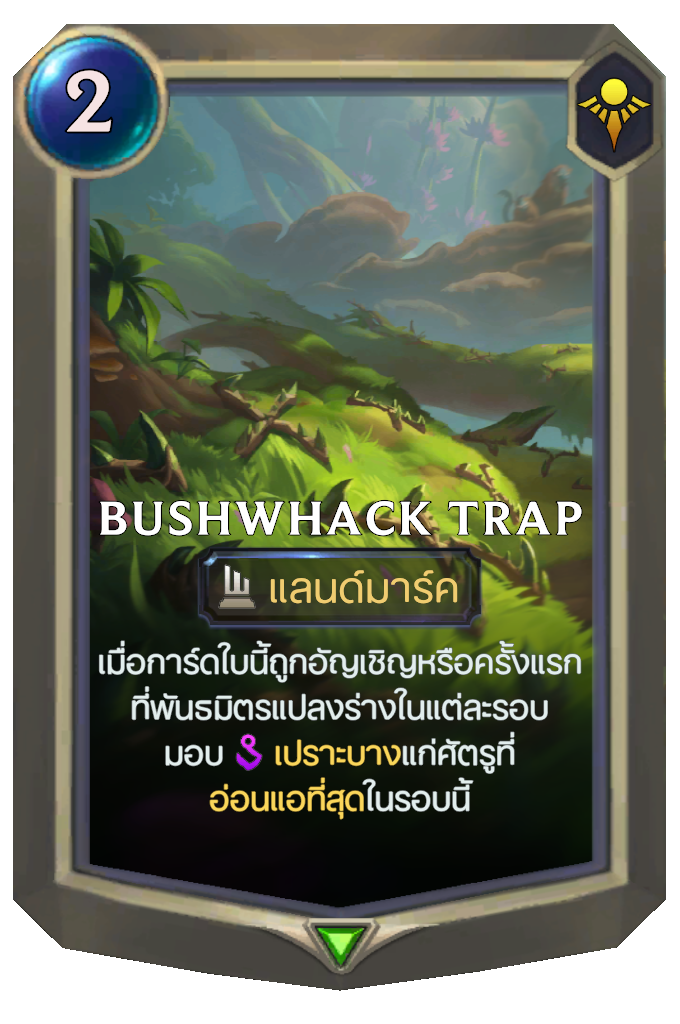 2
BUSHWHACK TRAP
แลนด์มาร์ค
เมื่อการ์ดใบนี้ถูกอัญเชิญหรือครั้งแรก
ที่พันธมิตรแปลงร่างในแต่ละรอบ
มอบ เปราะบางแก่ศัตรูที่
อ่อนแอที่สุดในรอบนี้